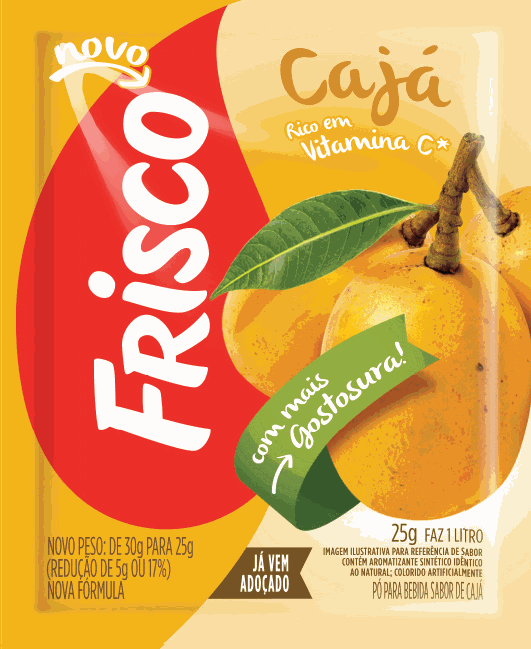 novo
FRISCO
Cajá
Rico em
Vitamina C*
com mais
Gostosura!
25g FAZ 1 LITRO
IMAGEM ILUSTRATIVA PARA REFERÊNCIA DE SABOR
CONTÉM AROMATIZANTE SINTÉTICO IDÊNTICO
AO NATURAL; COLORIDO ARTIFICIALMENTE
PÓ PARA BEBIDA SABOR DE CAJÁ
JÁ VEM
ADOÇADO
NOVO PESO: DE 30g PARA 25g
(REDUÇÃO DE 5g OU 17%)
NOVA FÓRMULA